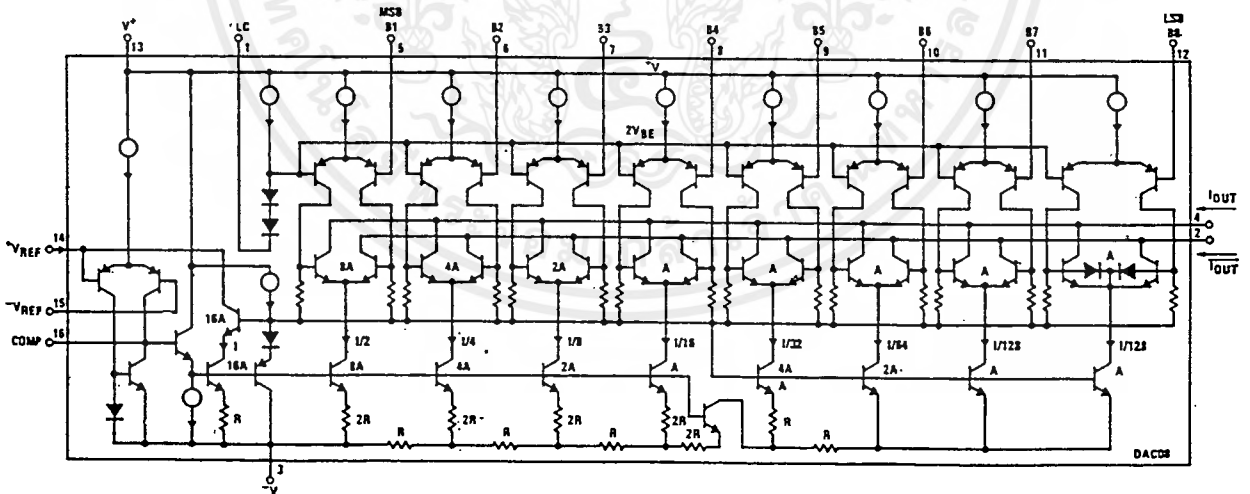 V+
13
LC
1
MSB
B1
5
B2
6
B3
7
B4
8
B5
9
B6
10
B7
11
LSB
B8
12
+V
2VBE
IOUT
4
2
IOUT
+VREF
14
-VREF
15
COMP
16
16A
I
16A
R
8A 4A 2A A A A A A
I/2 I/4 I/8 I/16 I/32 I/64 I/128 I/128
8A 4A 2A A 4A 2A A A
A
2R 2R 2R 2R R
R R R 2R R
3
-V
DAC08